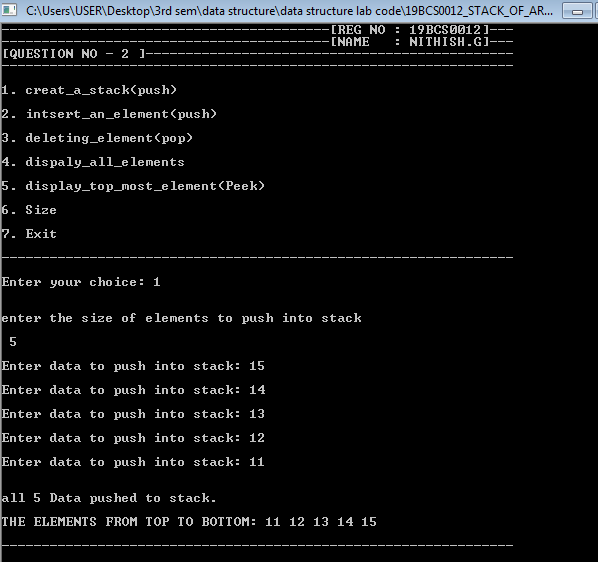 C:\Users\USER\Desktop\3rd sem\data structure\data structure lab code\19BCS0012_STACK_OF_AR...
-----------------------------------------[REG NO : 19BCS0012]---
-----------------------------------------[NAME   : NITHISH.G]---
[QUESTION NO - 2 ]----------------------------------------------
----------------------------------------------------------------
1. creat_a_stack(push)
2. intsert_an_element(push)
3. deleting_element(pop)
4. dispaly_all_elements
5. display_top_most_element(Peek)
6. Size
7. Exit
----------------------------------------------------------------
Enter your choice: 1
enter the size of elements to push into stack
5
Enter data to push into stack: 15
Enter data to push into stack: 14
Enter data to push into stack: 13
Enter data to push into stack: 12
Enter data to push into stack: 11
all 5 Data pushed to stack.
THE ELEMENTS FROM TOP TO BOTTOM: 11 12 13 14 15
----------------------------------------------------------------